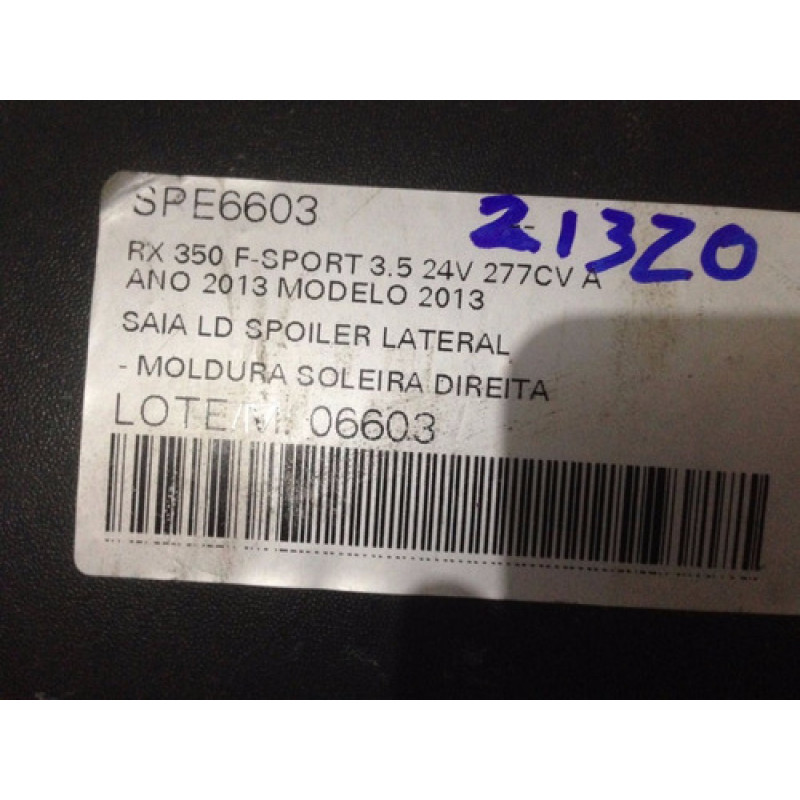 SPE6603
21320
RX 350 F-SPORT 3.5 24V 277CV A
ANO 2013 MODELO 2013
SAIA LD SPOILER LATERAL
- MOLDURA SOLEIRA DIREITA
LOTE/M. 06603